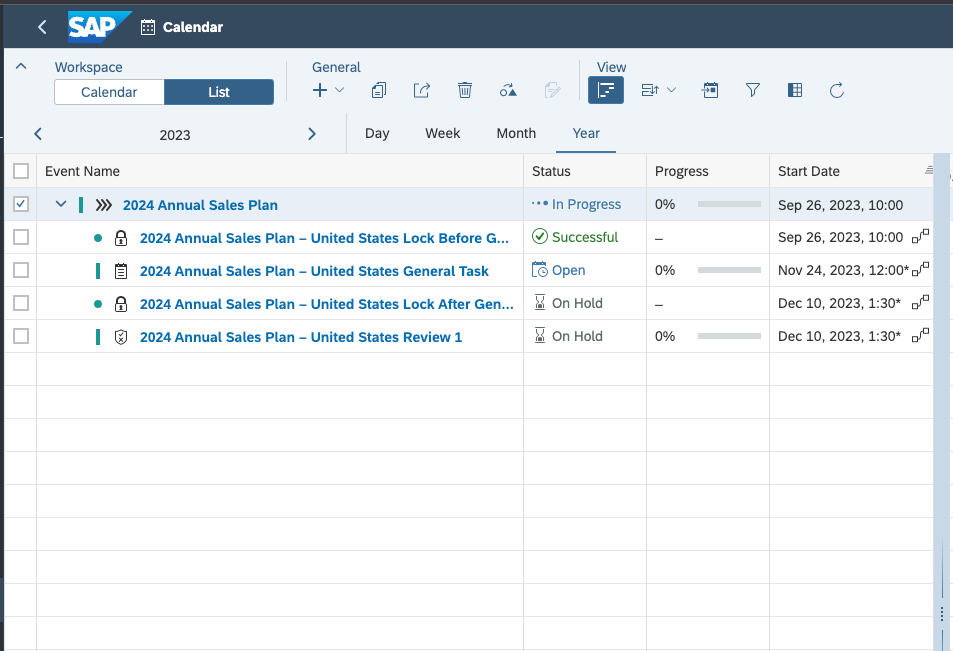 SAP Calendar
Workspace General View
Calendar List
2023 Day Week Month Year
Event Name Status Progress Start Date
2024 Annual Sales Plan In Progress 0% Sep 26, 2023, 10:00
2024 Annual Sales Plan – United States Lock Before G... Successful – Sep 26, 2023, 10:00
2024 Annual Sales Plan – United States General Task Open 0% Nov 24, 2023, 12:00*
2024 Annual Sales Plan – United States Lock After Gen... On Hold – Dec 10, 2023, 1:30*
2024 Annual Sales Plan – United States Review 1 On Hold 0% Dec 10, 2023, 1:30*